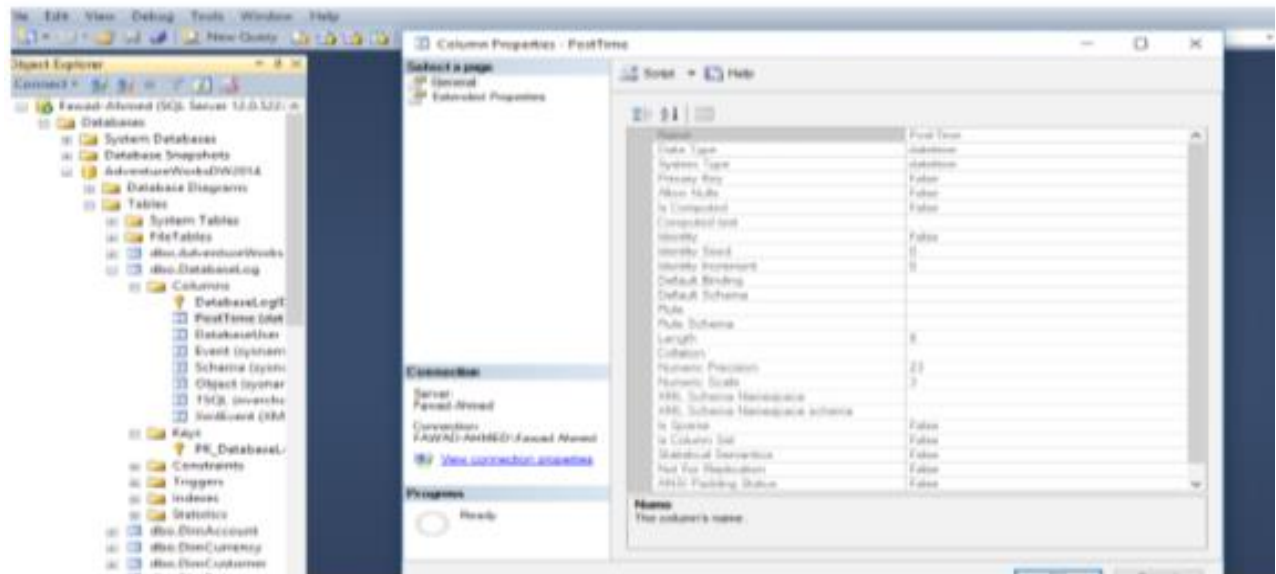 Edit View Debug Tools Window Help
New Query
Object Explorer
Connect
Fawad-Ahmed (SQL Server 12.0.522
Databases
System Databases
Database Snapshots
AdventureWorksDW2014
Database Diagrams
Tables
System Tables
FileTables
dbo.AdventureWorks
dbo.DatabaseLog
Columns
DatabaseLogI
PostTime (dat
DatabaseUser
Event (sysnam
Schema (sysn
Object (sysnar
TSQL (nvarcha
XmlEvent (XM
Keys
PK_DatabaseL
Constraints
Triggers
Indexes
Statistics
dbo.DimAccount
dbo.DimCurrency
dbo.DimCustomer
Column Properties - PostTime
Select a page
General
Extended Properties
Connection
Server:
Fawad-Ahmed
Connection:
FAWAD-AHMED\Fawad Ahmed
View connection properties
Progress
Ready
Script Help
Name PostTime
Data Type datetime
System Type datetime
Primary Key False
Allow Nulls False
Is Computed False
Computed text
Identity False
Identity Seed 0
Identity Increment 0
Default Binding
Default Schema
Rule
Rule Schema
Length 8
Collation
Numeric Precision 23
Numeric Scale 3
XML Schema Namespace
XML Schema Namespace schema
Is Sparse False
Is Column Set False
Statistical Semantics False
Not For Replication False
ANSI Padding Status False
Name
The column's name.